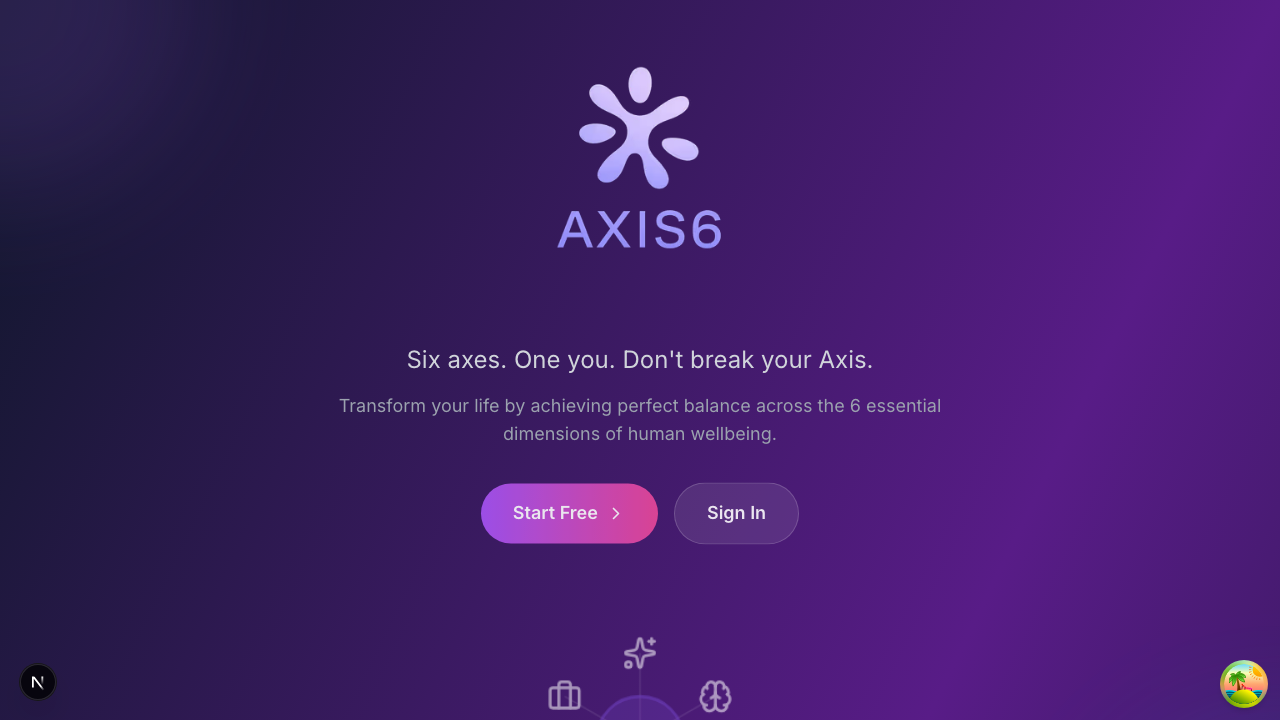 AXIS6
Six axes. One you. Don't break your Axis.
Transform your life by achieving perfect balance across the 6 essential
dimensions of human wellbeing.
Start Free
Sign In
N